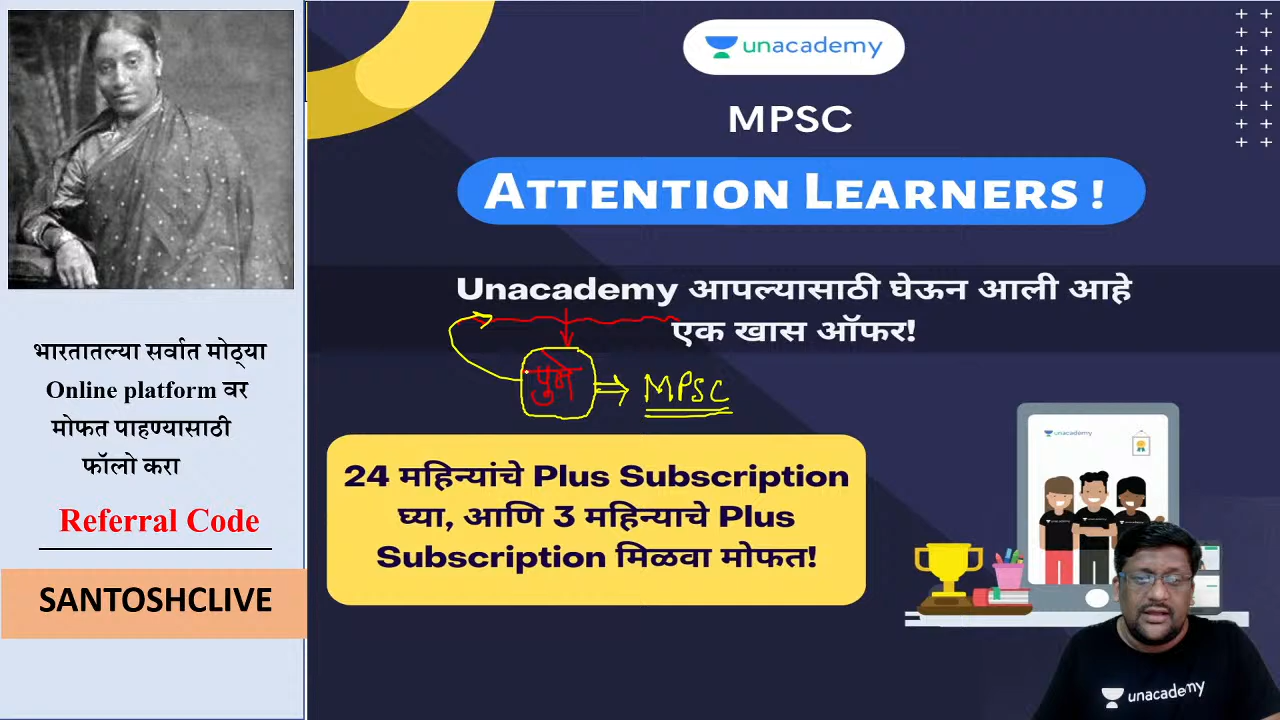 भारतातल्या सर्वात मोठ्या
Online platform वर
मोफत पाहण्यासाठी
फॉलो करा
Referral Code
SANTOSHCLIVE
unacademy
MPSC
ATTENTION LEARNERS !
Unacademy आपल्यासाठी घेऊन आली आहे
एक खास ऑफर!
पुणे
MPSC
24 महिन्यांचे Plus Subscription
घ्या, आणि 3 महिन्याचे Plus
Subscription मिळवा मोफत!
unacademy
unacademy